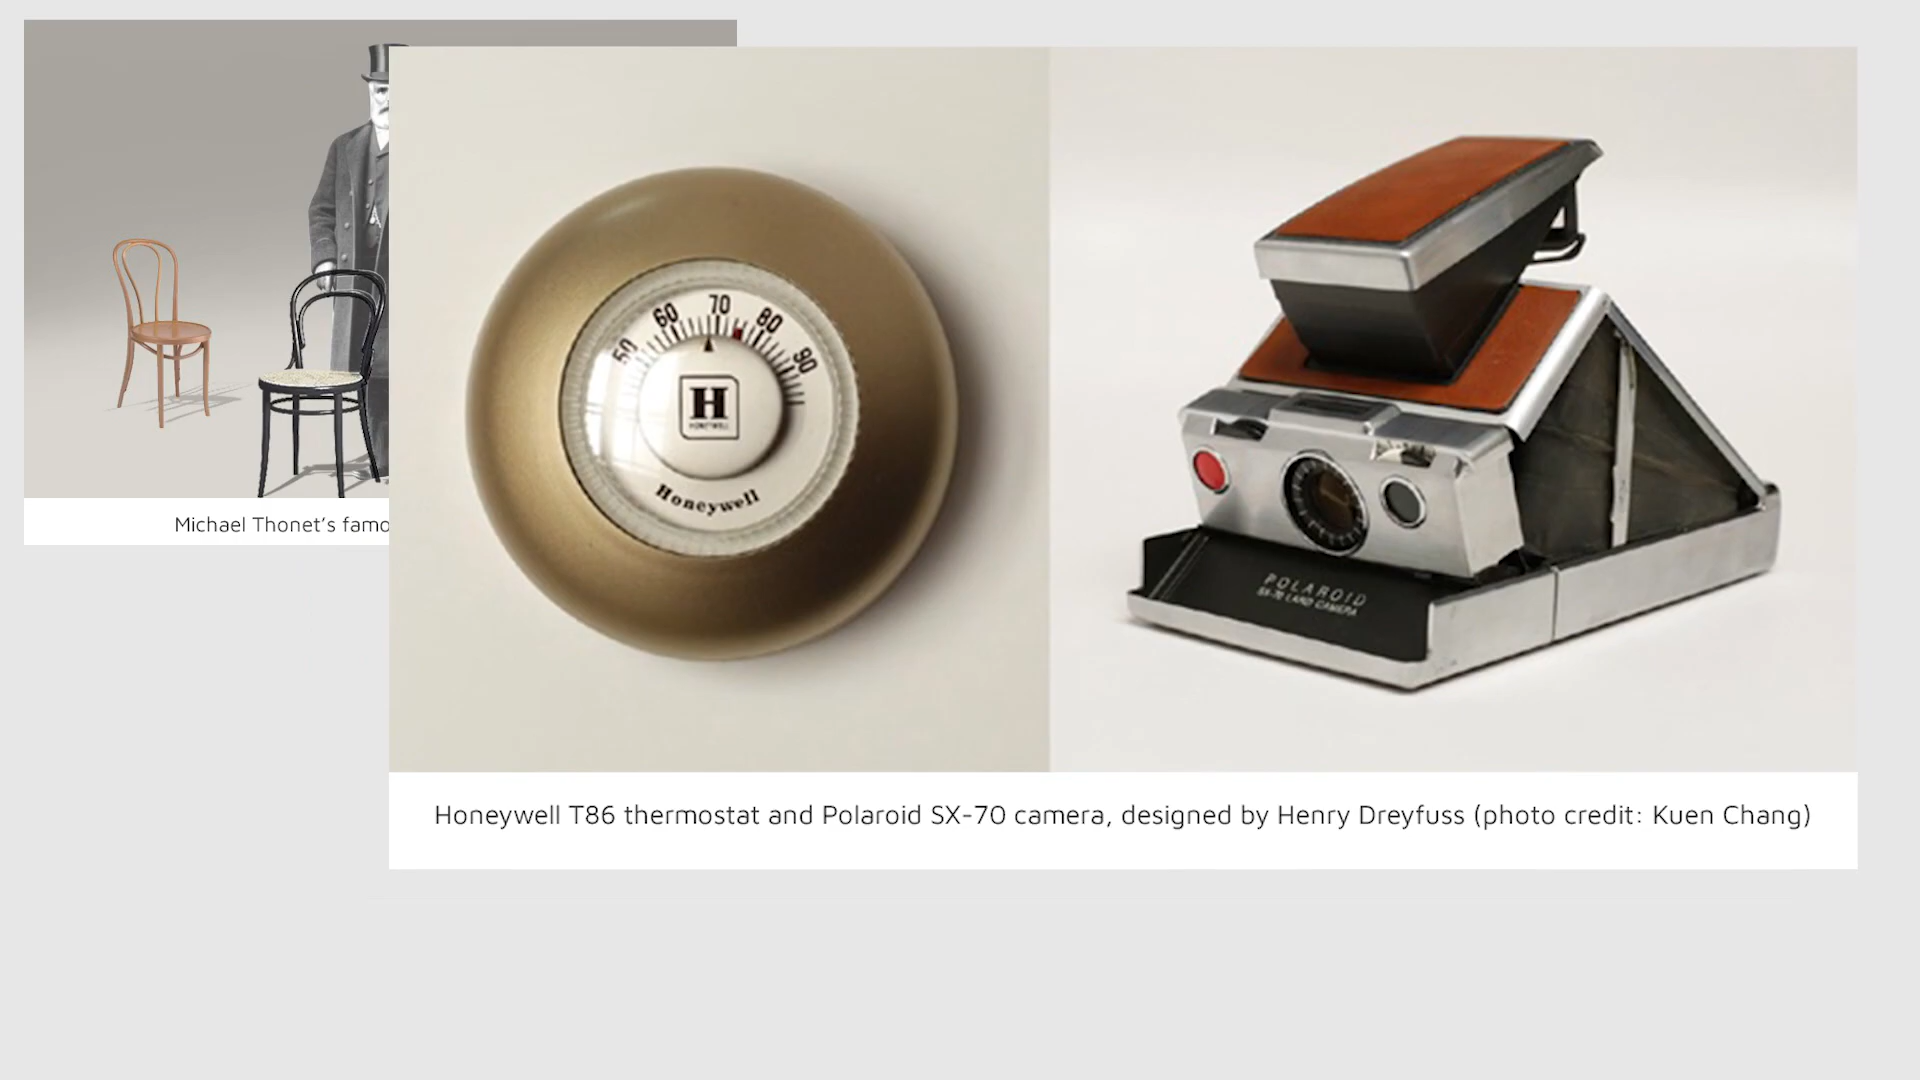 Michael Thonet's famo
50 60 70 80 90
H
HONEYWELL
Honeywell
POLAROID
SX-70 LAND CAMERA
Honeywell T86 thermostat and Polaroid SX-70 camera, designed by Henry Dreyfuss (photo credit: Kuen Chang)